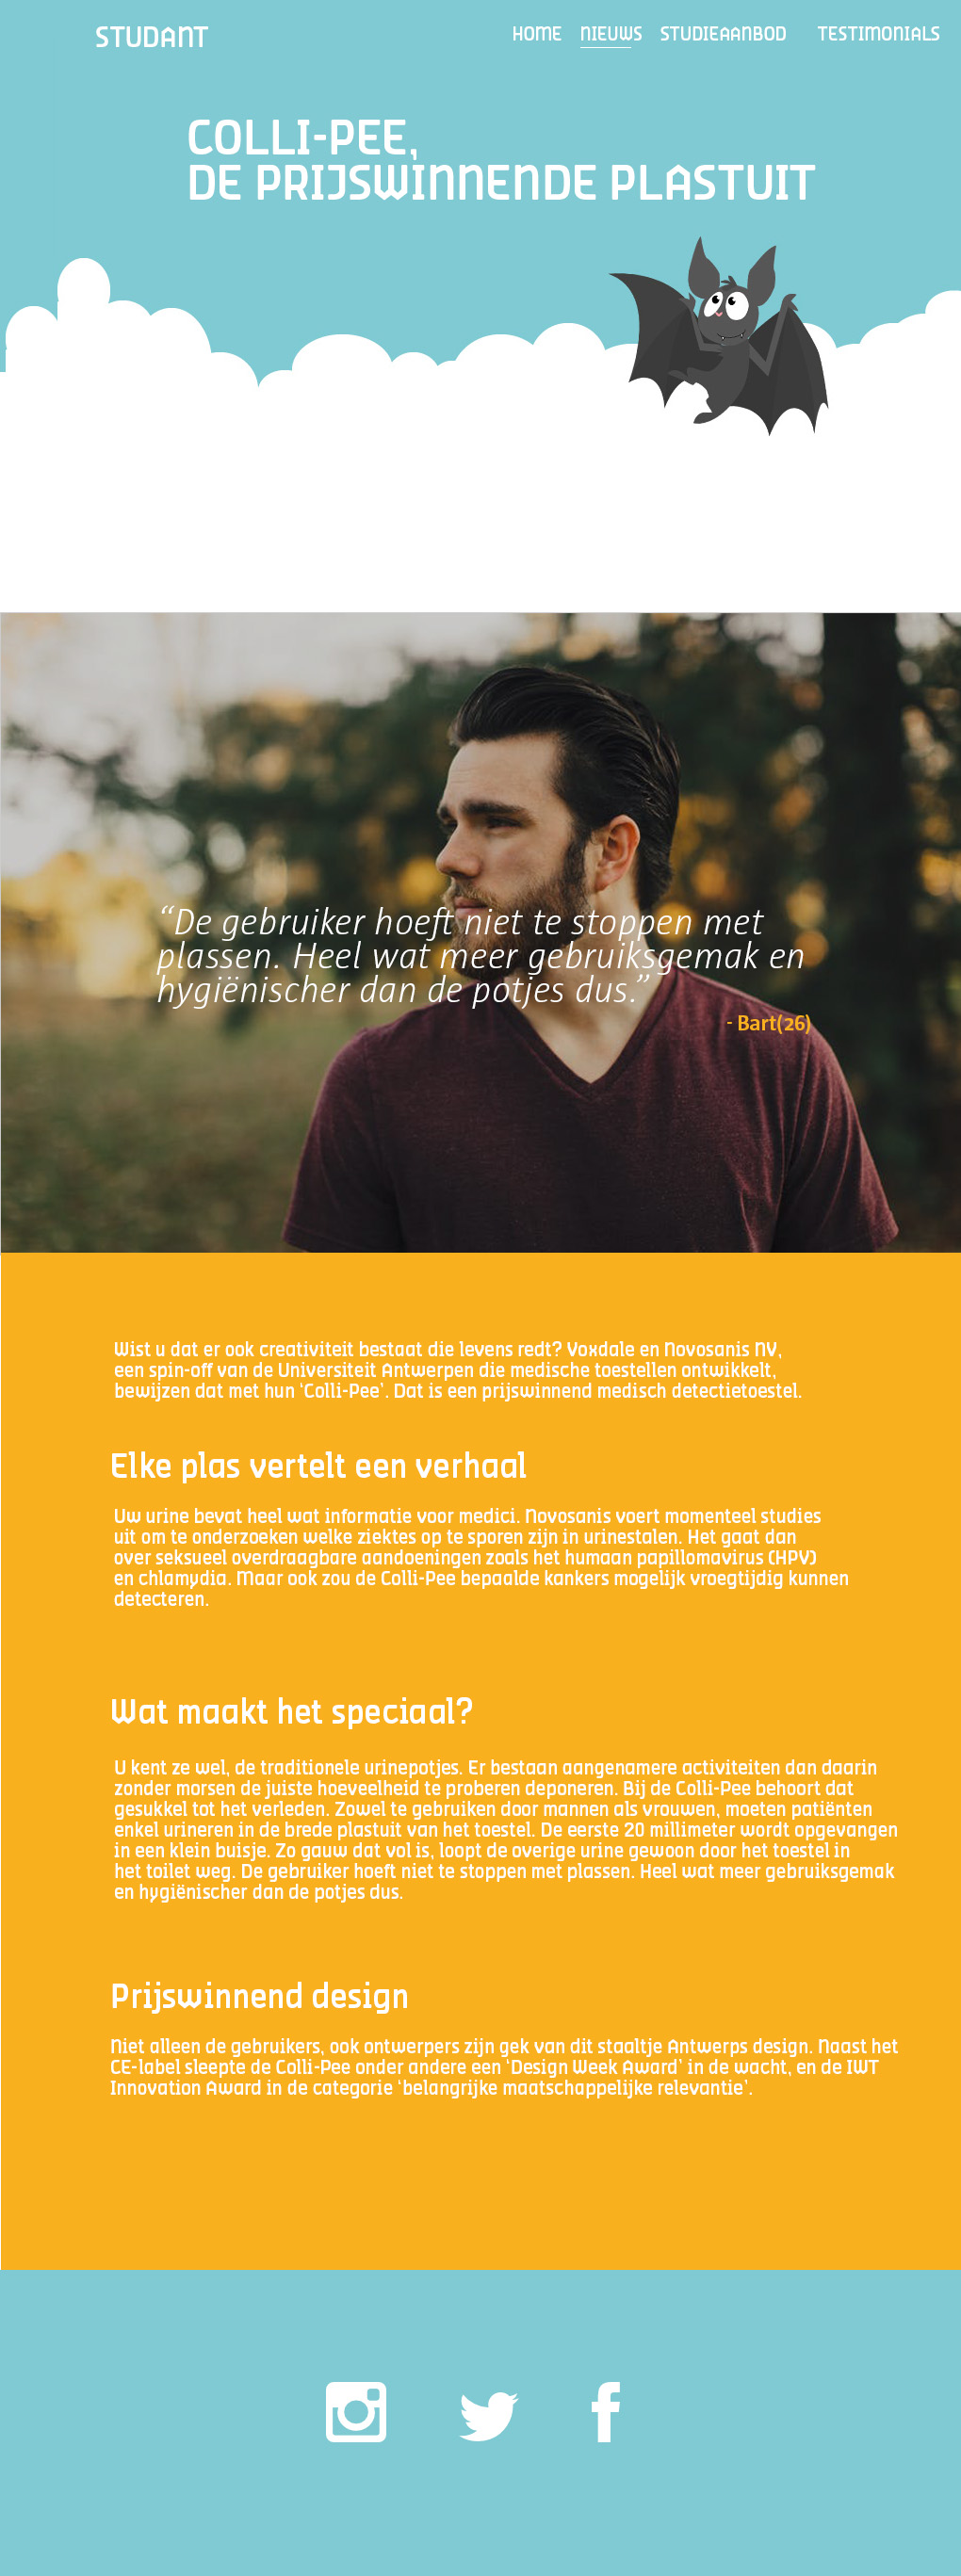 STUDANT
HOME NIEUWS STUDIEAANBOD TESTIMONIALS
COLLI-PEE,
DE PRIJSWINNENDE PLASTUIT
“De gebruiker hoeft niet te stoppen met
plassen. Heel wat meer gebruiksgemak en
hygiënischer dan de potjes dus.”
- Bart(26)
Wist u dat er ook creativiteit bestaat die levens redt? Voxdale en Novosanis NV,
een spin-off van de Universiteit Antwerpen die medische toestellen ontwikkelt,
bewijzen dat met hun ‘Colli-Pee’. Dat is een prijswinnend medisch detectietoestel.
Elke plas vertelt een verhaal
Uw urine bevat heel wat informatie voor medici. Novosanis voert momenteel studies
uit om te onderzoeken welke ziektes op te sporen zijn in urinestalen. Het gaat dan
over seksueel overdraagbare aandoeningen zoals het humaan papillomavirus (HPV)
en chlamydia. Maar ook zou de Colli-Pee bepaalde kankers mogelijk vroegtijdig kunnen
detecteren.
Wat maakt het speciaal?
U kent ze wel, de traditionele urinepotjes. Er bestaan aangenamere activiteiten dan daarin
zonder morsen de juiste hoeveelheid te proberen deponeren. Bij de Colli-Pee behoort dat
gesukkel tot het verleden. Zowel te gebruiken door mannen als vrouwen, moeten patiënten
enkel urineren in de brede plastuit van het toestel. De eerste 20 millimeter wordt opgevangen
in een klein buisje. Zo gauw dat vol is, loopt de overige urine gewoon door het toestel in
het toilet weg. De gebruiker hoeft niet te stoppen met plassen. Heel wat meer gebruiksgemak
en hygiënischer dan de potjes dus.
Prijswinnend design
Niet alleen de gebruikers, ook ontwerpers zijn gek van dit staaltje Antwerps design. Naast het
CE-label sleepte de Colli-Pee onder andere een ‘Design Week Award’ in de wacht, en de IWT
Innovation Award in de categorie ‘belangrijke maatschappelijke relevantie’.